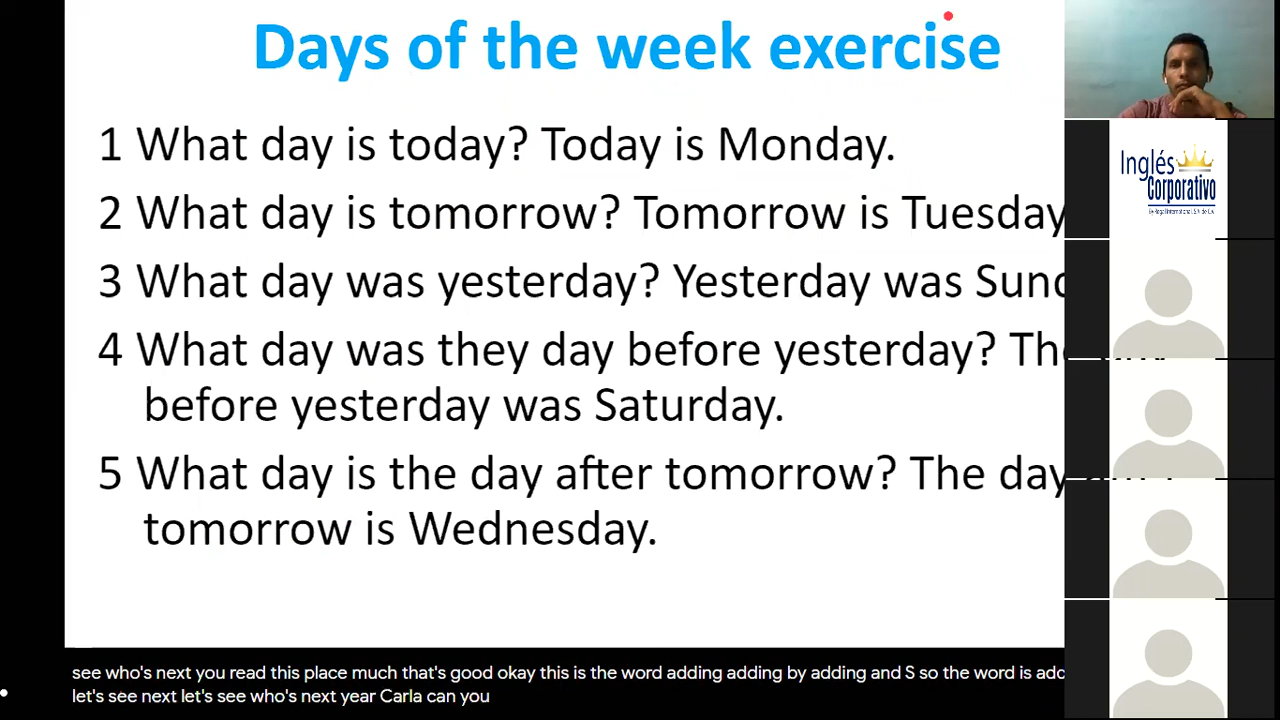 Days of the week exercise
1 What day is today? Today is Monday.
2 What day is tomorrow? Tomorrow is Tuesday
3 What day was yesterday? Yesterday was
4 What day was they day before yesterday?
before yesterday was Saturday.
5 What day is the day after tomorrow? The day
tomorrow is Wednesday.
Inglés
Corporativo
see who's next you read this place much that's good okay this is the word adding adding by adding and S so the word is
let's see next let's see who's next year Carla can you